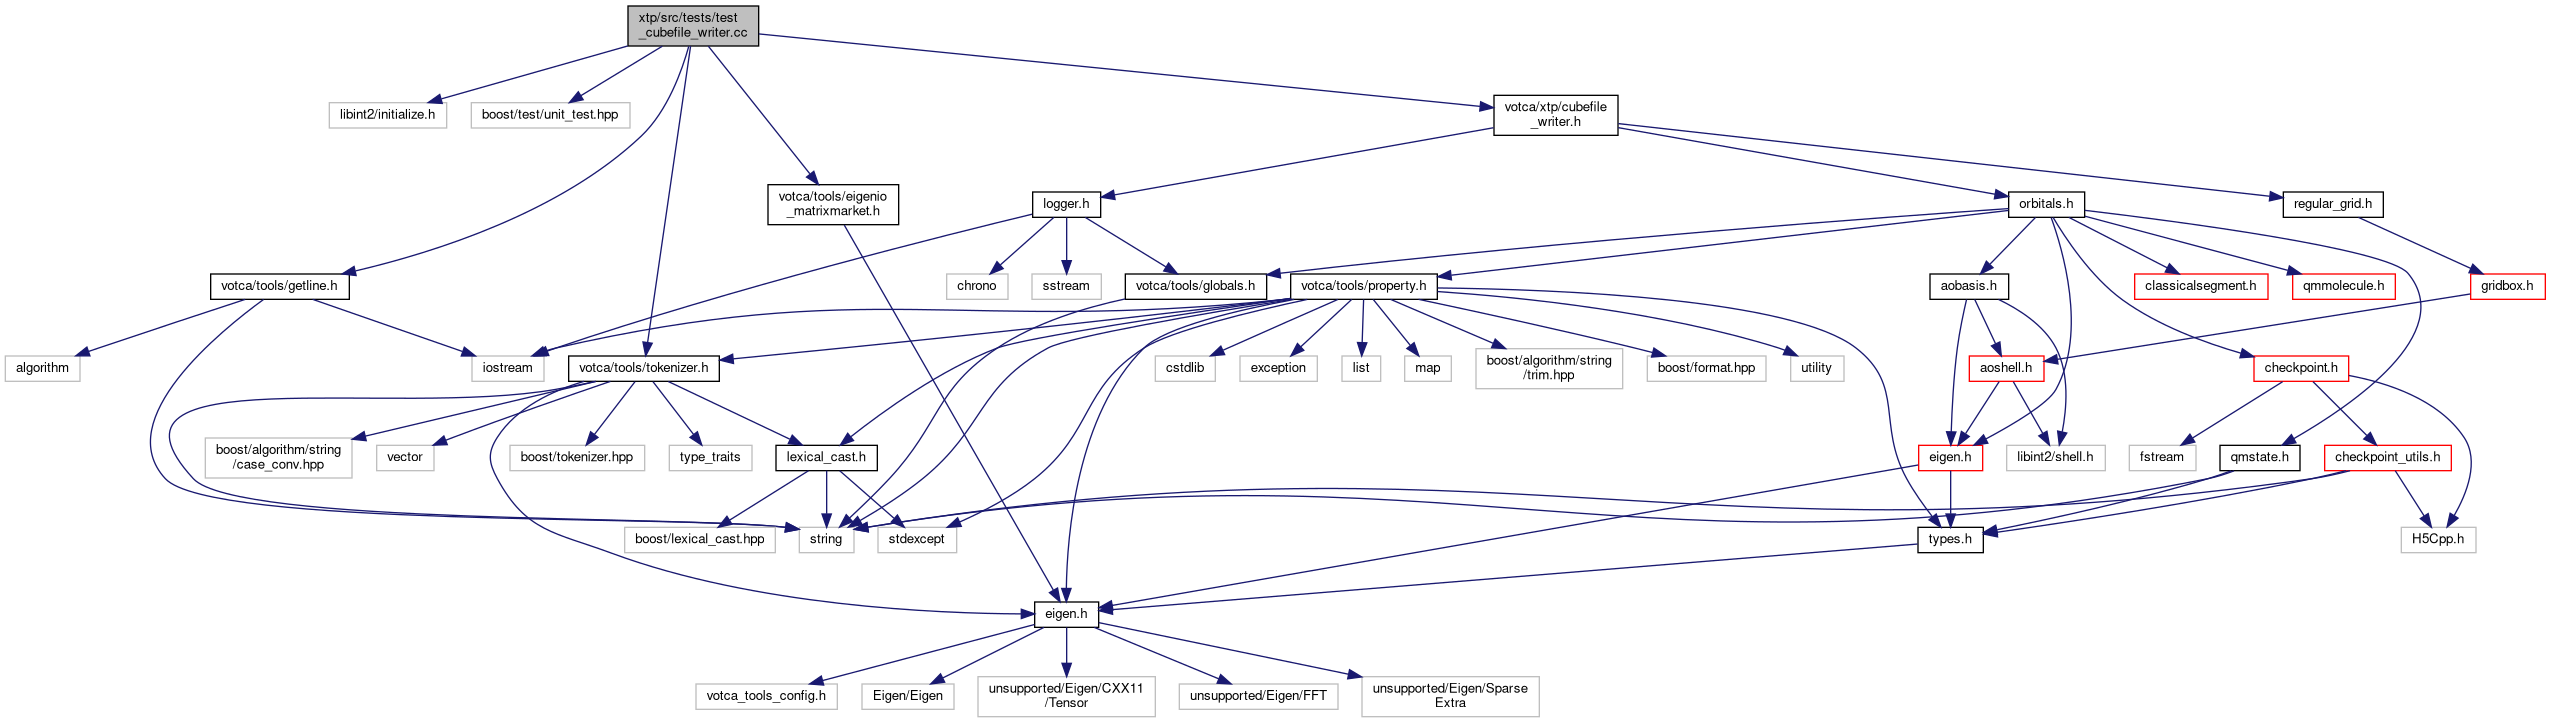 xtp/src/tests/test
_cubefile_writer.cc
libint2/initialize.h
boost/test/unit_test.hpp
votca/xtp/cubefile
_writer.h
votca/tools/eigenio
_matrixmarket.h
logger.h
orbitals.h
regular_grid.h
votca/tools/getline.h
chrono
sstream
votca/tools/globals.h
votca/tools/property.h
aobasis.h
classicalsegment.h
qmmolecule.h
gridbox.h
algorithm
iostream
votca/tools/tokenizer.h
cstdlib
exception
list
map
boost/algorithm/string
/trim.hpp
boost/format.hpp
utility
aoshell.h
checkpoint.h
boost/algorithm/string
/case_conv.hpp
vector
boost/tokenizer.hpp
type_traits
lexical_cast.h
eigen.h
libint2/shell.h
fstream
qmstate.h
checkpoint_utils.h
boost/lexical_cast.hpp
string
stdexcept
types.h
H5Cpp.h
eigen.h
votca_tools_config.h
Eigen/Eigen
unsupported/Eigen/CXX11
/Tensor
unsupported/Eigen/FFT
unsupported/Eigen/Sparse
Extra